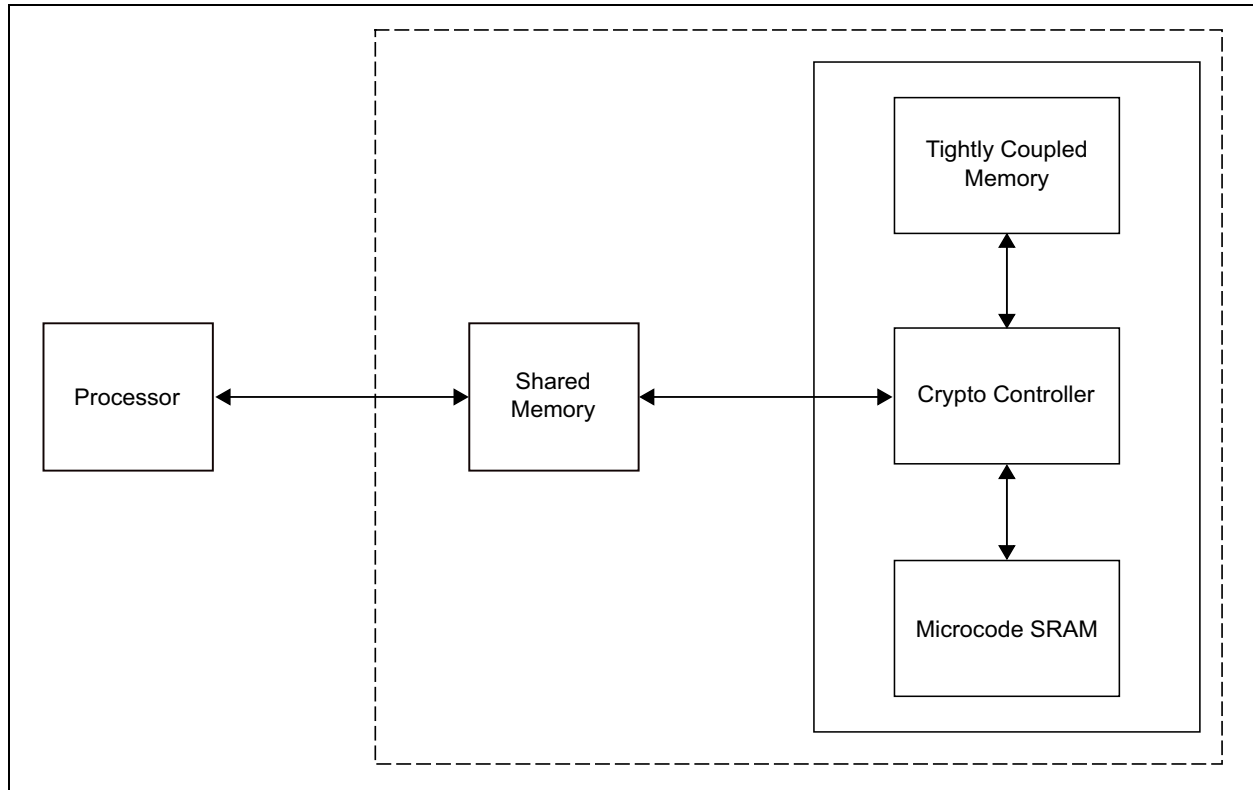 Tightly Coupled
Memory
Processor
Shared
Memory
Crypto Controller
Microcode SRAM